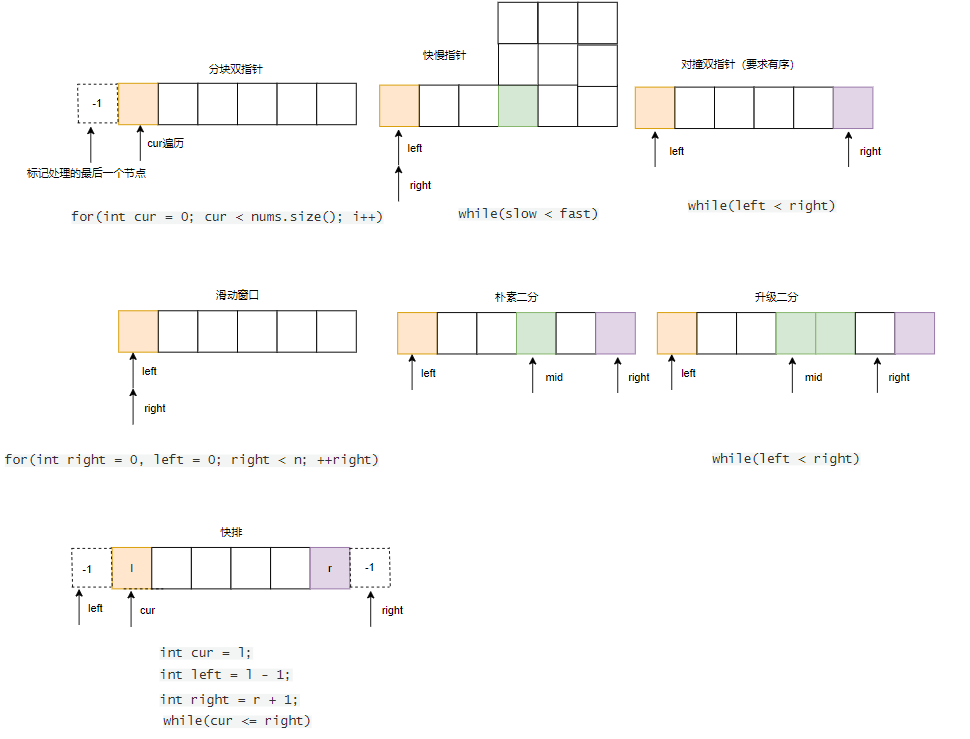 分块双指针
-1
cur遍历
标记处理的最后一个节点
for(int cur = 0; cur < nums.size(); i++)
快慢指针
left
right
while(slow < fast)
对撞双指针（要求有序）
left
right
while(left < right)
滑动窗口
left
right
for(int right = 0, left = 0; right < n; ++right)
朴素二分
left
mid
right
升级二分
left
mid
right
while(left < right)
快排
-1
l
r
-1
left
cur
right
int cur = l;
int left = l - 1;
int right = r + 1;
while(cur <= right)